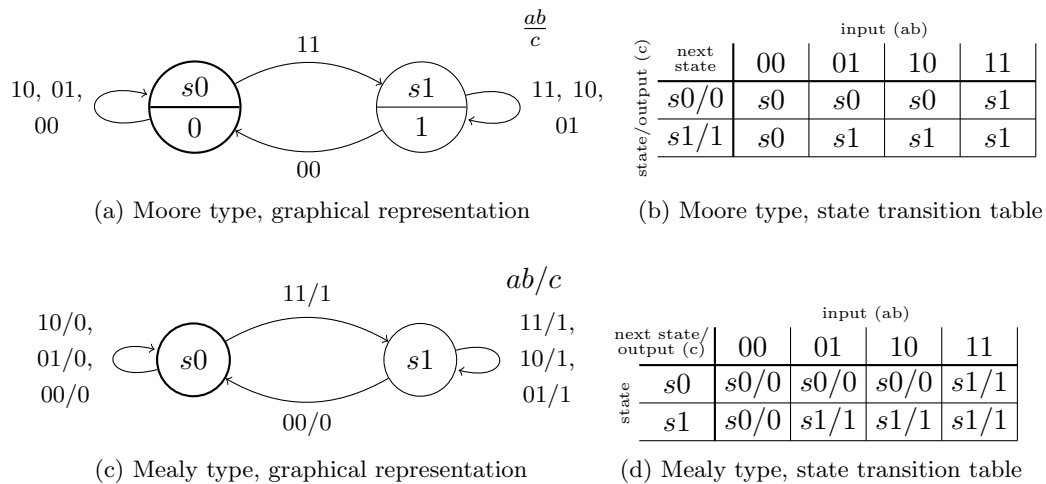 ab
c
11
10, 01,
00
s0
0
s1
1
11, 10,
01
00
(a) Moore type, graphical representation
input (ab)
state/output (c)
next
state
00 01 10 11
s0/0 s0 s0 s0 s1
s1/1 s0 s1 s1 s1
(b) Moore type, state transition table
ab/c
11/1
10/0,
01/0,
00/0
s0
s1
11/1,
10/1,
01/1
00/0
(c) Mealy type, graphical representation
input (ab)
next state/
output (c)
00 01 10 11
state
s0 s0/0 s0/0 s0/0 s1/1
s1 s0/0 s1/1 s1/1 s1/1
(d) Mealy type, state transition table